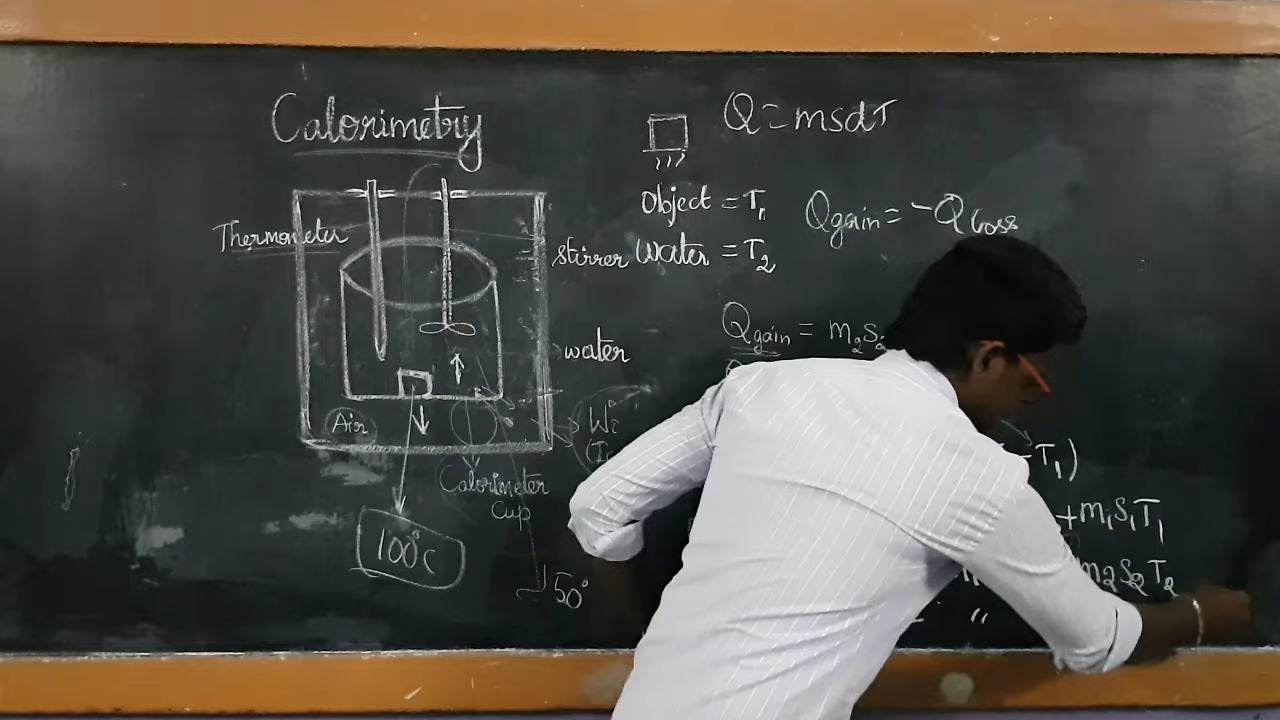 Calorimetry
Q = msdT
Thermometer
Object = T₁
Qgain = -Q Loss
stirrer
Water = T₂
Qgain = m₂s₂
water
Air
T₁)
Calorimeter
cup
+m₁s₁T₁
100°C
50°
m₂s₂T₂
"